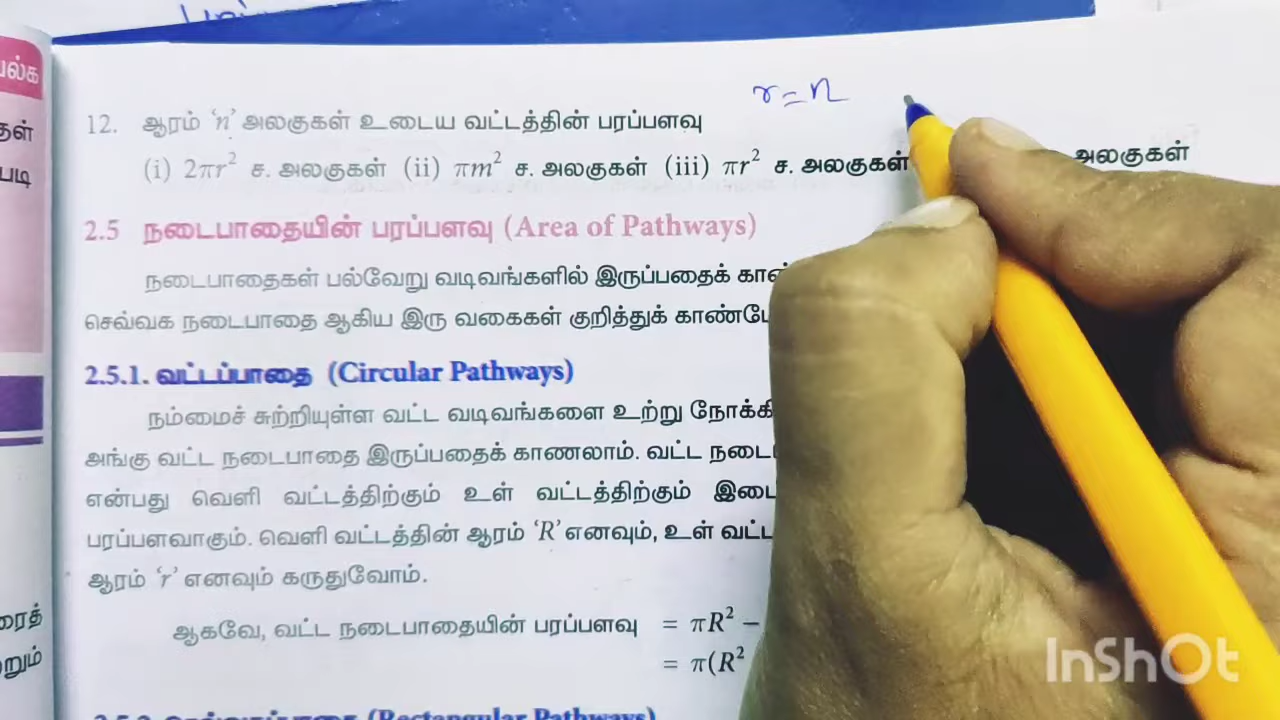 பல்க
r = n
12. ஆரம் ‘n’ அலகுகள் உடைய வட்டத்தின் பரப்பளவு
(i) 2πr² ச. அலகுகள் (ii) πm² ச. அலகுகள் (iii) πr² ச. அலகுகள் அலகுகள்
2.5 நடைபாதையின் பரப்பளவு (Area of Pathways)
நடைபாதைகள் பல்வேறு வடிவங்களில் இருப்பதைக்
செவ்வக நடைபாதை ஆகிய இரு வகைகள் குறித்துக்
2.5.1. வட்டப்பாதை (Circular Pathways)
நம்மைச் சுற்றியுள்ள வட்ட வடிவங்களை உற்று
அங்கு வட்ட நடைபாதை இருப்பதைக் காணலாம். வட்ட
என்பது வெளி வட்டத்திற்கும் உள் வட்டத்திற்கும்
பரப்பளவாகும். வெளி வட்டத்தின் ஆரம் ‘R’ எனவும், உள்
ஆரம் ‘r’ எனவும் கருதுவோம்.
ஆகவே, வட்ட நடைபாதையின் பரப்பளவு = πR² –
= π(R²
(Rectangular Pathways)
InShOt